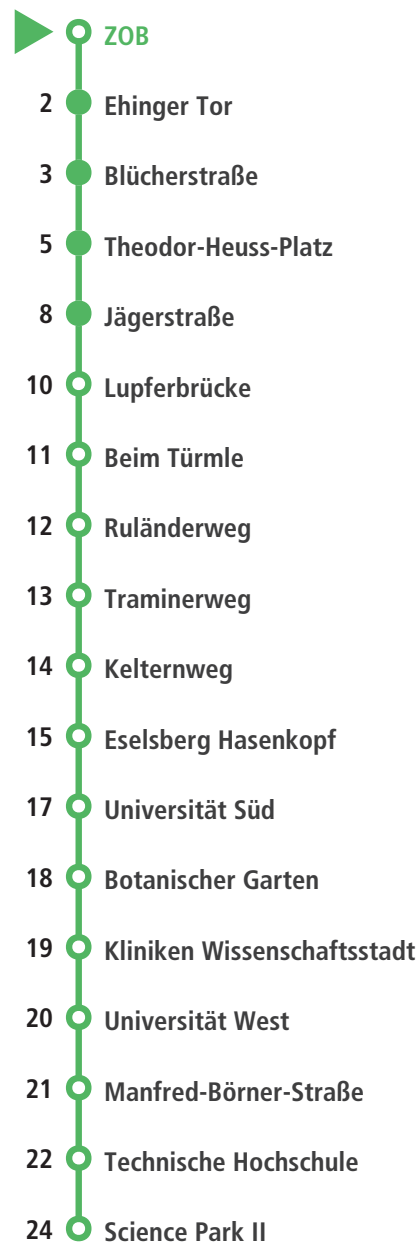 ZOB
2 Ehinger Tor
3 Blücherstraße
5 Theodor-Heuss-Platz
8 Jägerstraße
10 Lupferbrücke
11 Beim Türmle
12 Ruländerweg
13 Traminerweg
14 Kelternweg
15 Eselsberg Hasenkopf
17 Universität Süd
18 Botanischer Garten
19 Kliniken Wissenschaftsstadt
20 Universität West
21 Manfred-Börner-Straße
22 Technische Hochschule
24 Science Park II